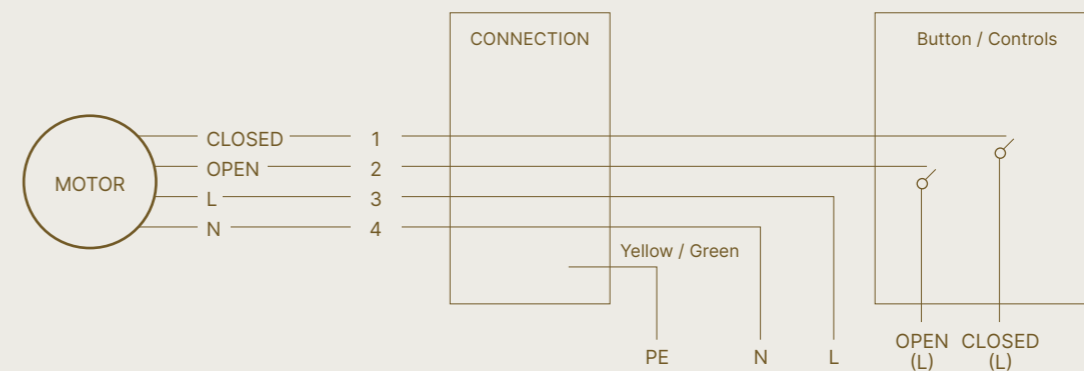 CONNECTION
Button / Controls
MOTOR
CLOSED 1
OPEN 2
L 3
N 4
Yellow / Green
PE N L
OPEN CLOSED
(L) (L)